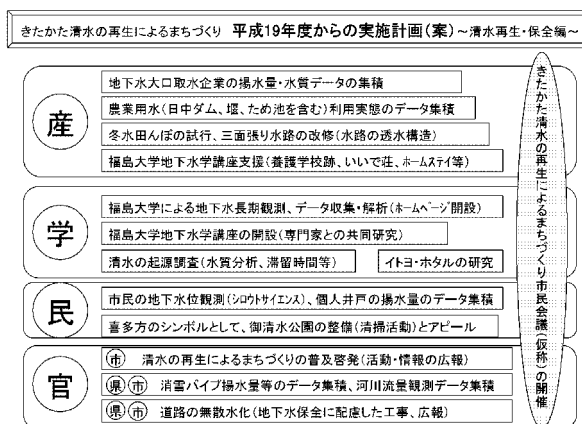 きたかた清水の再生によるまちづくり 平成19年度からの実施計画(案)~清水再生・保全編~
産
地下水大口取水企業の揚水量・水質データの集積
農業用水(日中ダム、堰、ため池を含む)利用実態のデータ集積
冬水田んぼの試行、三面張り水路の改修(水路の透水構造)
福島大学地下水学講座支援(養護学校跡、いいで荘、ホームステイ等)
学
福島大学による地下水長期観測、データ収集・解析(ホームページ開設)
福島大学地下水学講座の開設(専門家との共同研究)
清水の起源調査(水質分析、滞留時間等) イトヨ・ホタルの研究
民
市民の地下水位観測(シロウトサイエンス)、個人井戸の揚水量のデータ集積
喜多方のシンボルとして、御清水公園の整備(清掃活動)とアピール
官
市 清水の再生によるまちづくりの普及啓発(活動・情報の広報)
県 市 消雪パイプ揚水量等のデータ集積、河川流量観測データ集積
県 市 道路の無散水化(地下水保全に配慮した工事、広報)
きたかた清水の再生によるまちづくり市民会議(仮称)の開催